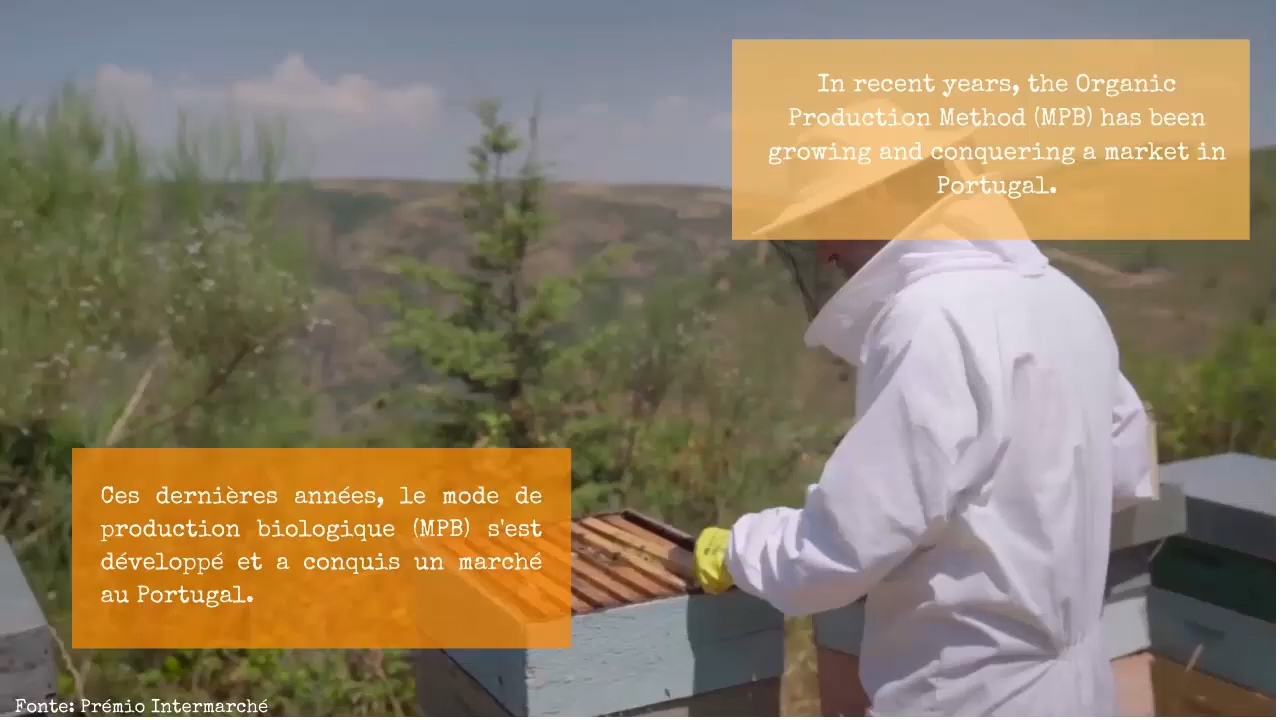 In recent years, the Organic
Production Method (MPB) has been
growing and conquering a market in
Portugal.
Ces dernières années, le mode de
production biologique (MPB) s'est
développé et a conquis un marché
au Portugal.
Fonte: Prémio Intermarché